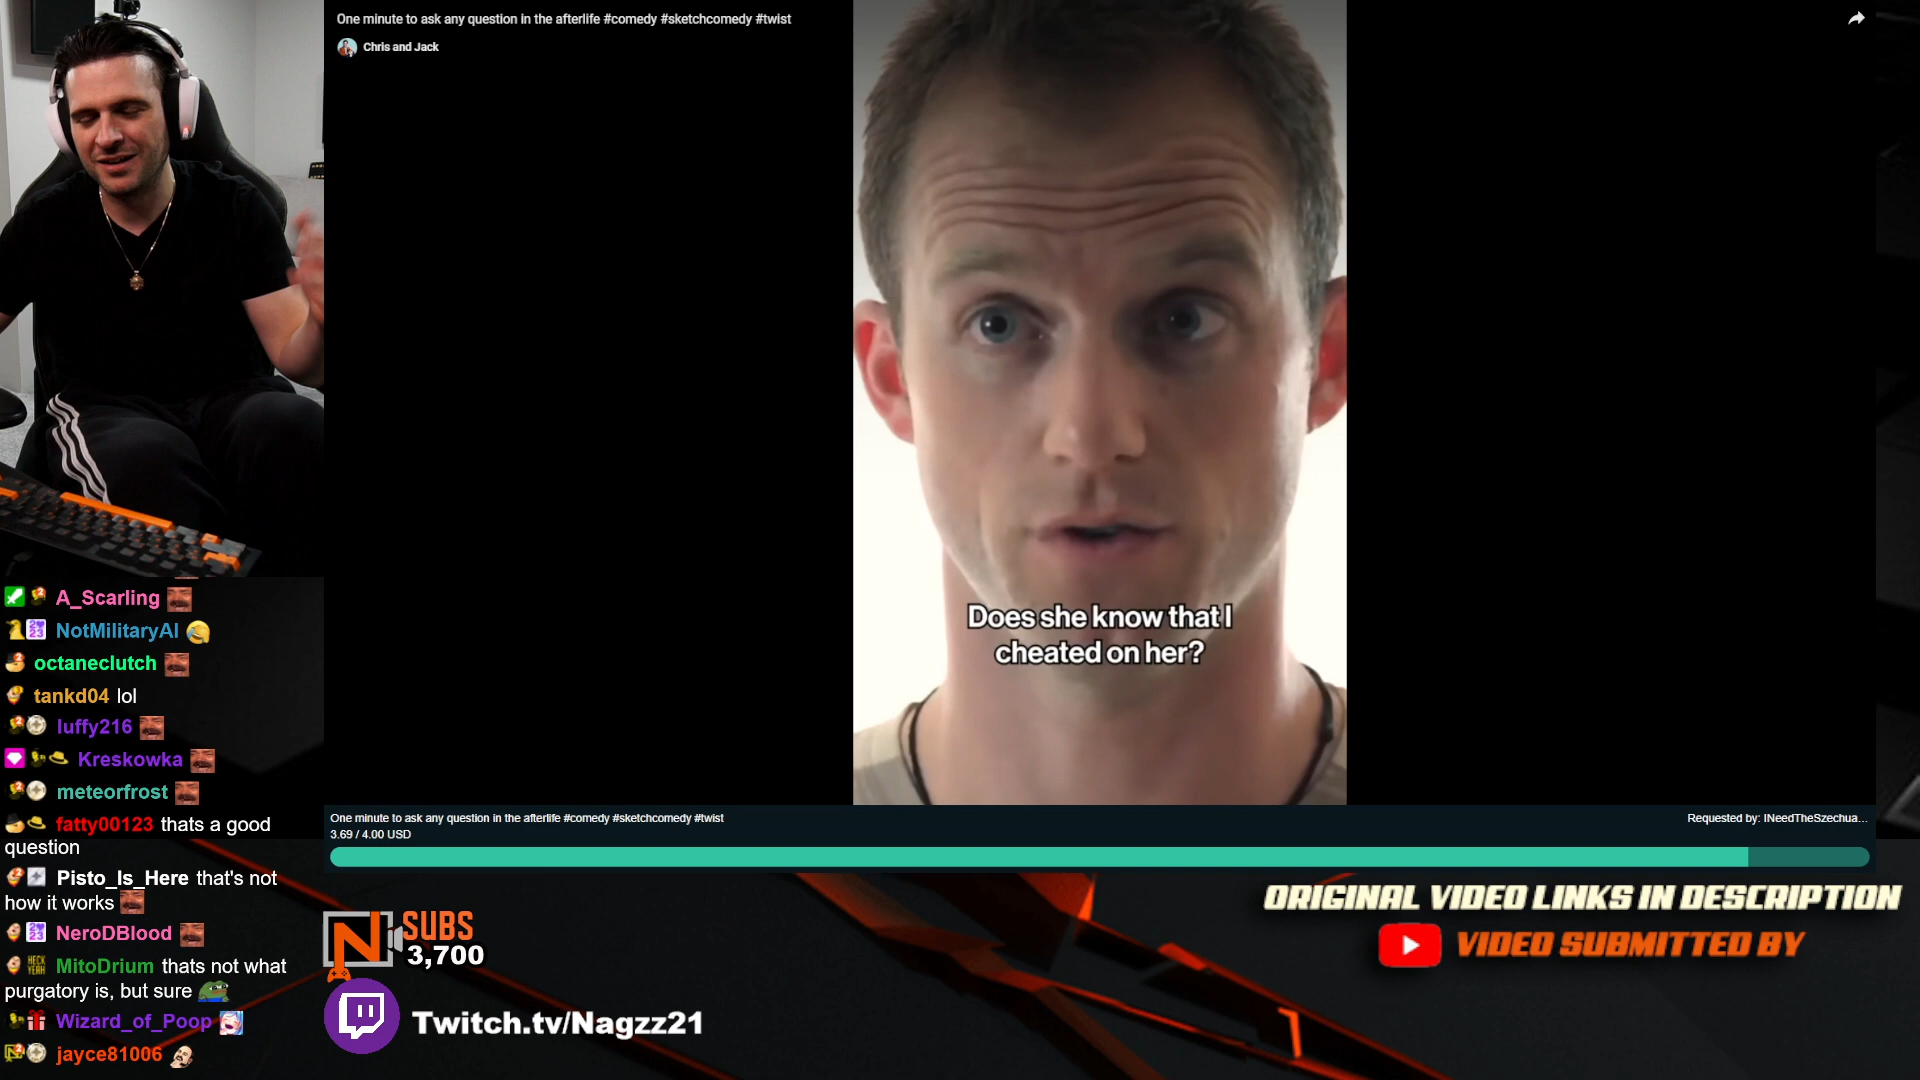 One minute to ask any question in the afterlife #comedy #sketchcomedy #twist
Chris and Jack
Does she know that I
cheated on her?
A_Scarling
NotMilitaryAI
octaneclutch
tankd04 lol
luffy216
Kreskowka
meteorfrost
fatty00123 thats a good
question
Pisto_Is_Here that's not
how it works
NeroDBlood
MitoDrium thats not what
purgatory is, but sure
Wizard_of_Poop
jayce81006
One minute to ask any question in the afterlife #comedy #sketchcomedy #twist
3.69 / 4.00 USD
Requested by: INeedTheSzechua...
SUBS
3,700
Twitch.tv/Nagzz21
ORIGINAL VIDEO LINKS IN DESCRIPTION
VIDEO SUBMITTED BY